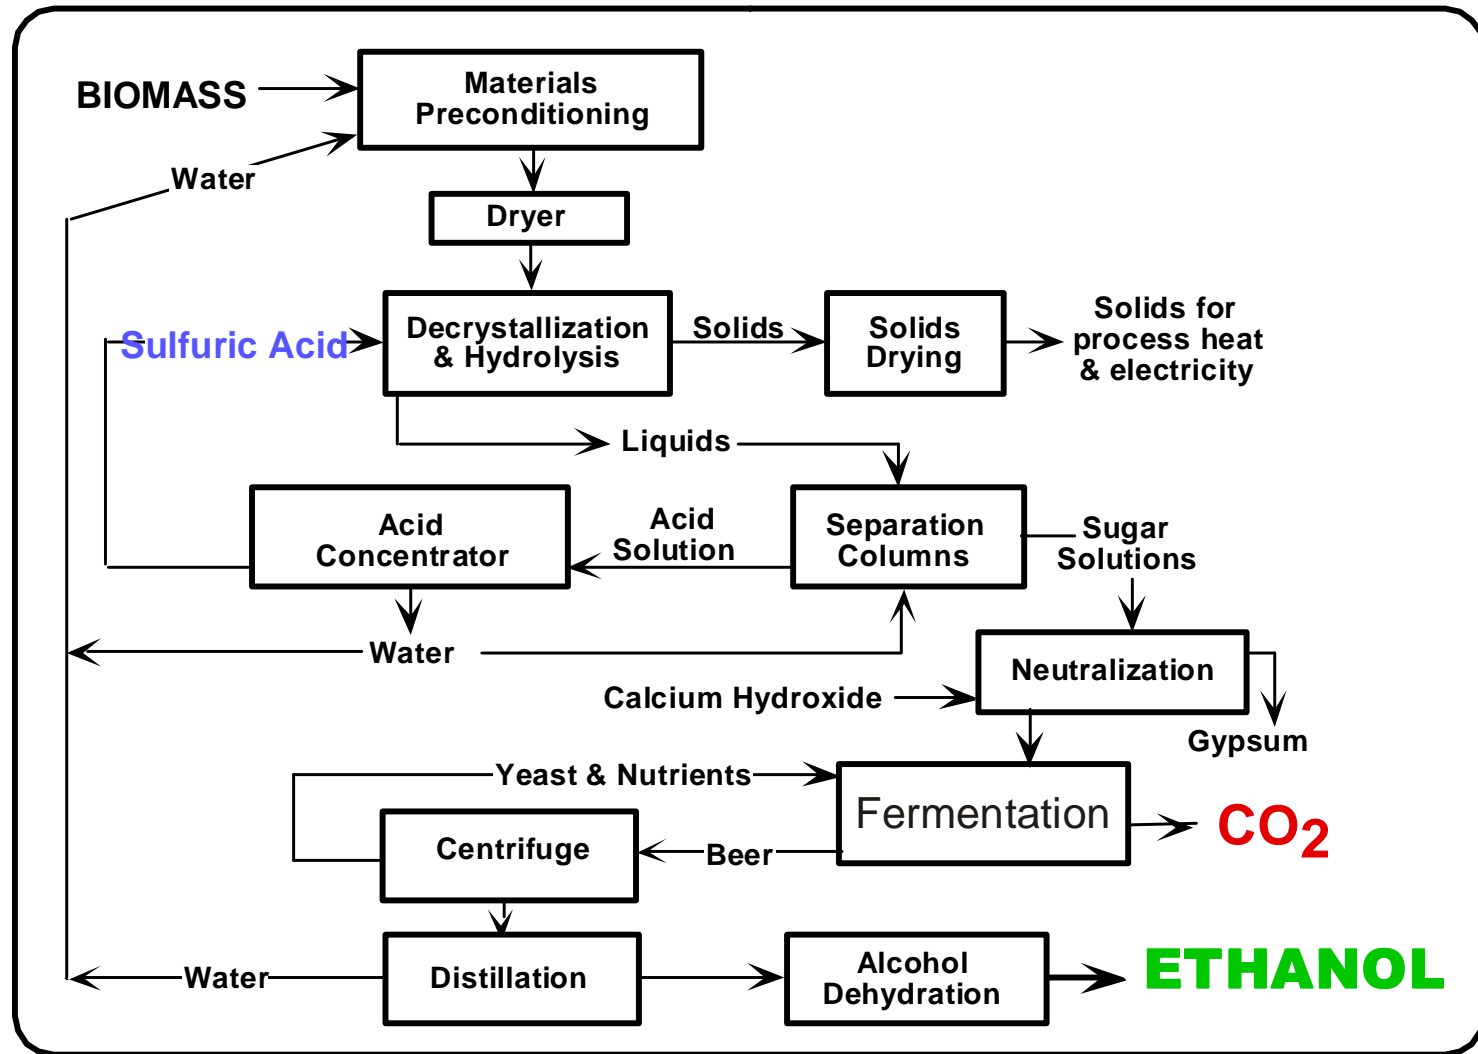 BIOMASS
Materials
Preconditioning
Water
Dryer
Sulfuric Acid
Decrystallization
& Hydrolysis
Solids
Solids
Drying
Solids for
process heat
& electricity
Liquids
Acid
Concentrator
Acid
Solution
Separation
Columns
Sugar
Solutions
Water
Neutralization
Calcium Hydroxide
Gypsum
Yeast & Nutrients
Fermentation
CO2
Centrifuge
Beer
Water
Distillation
Alcohol
Dehydration
ETHANOL